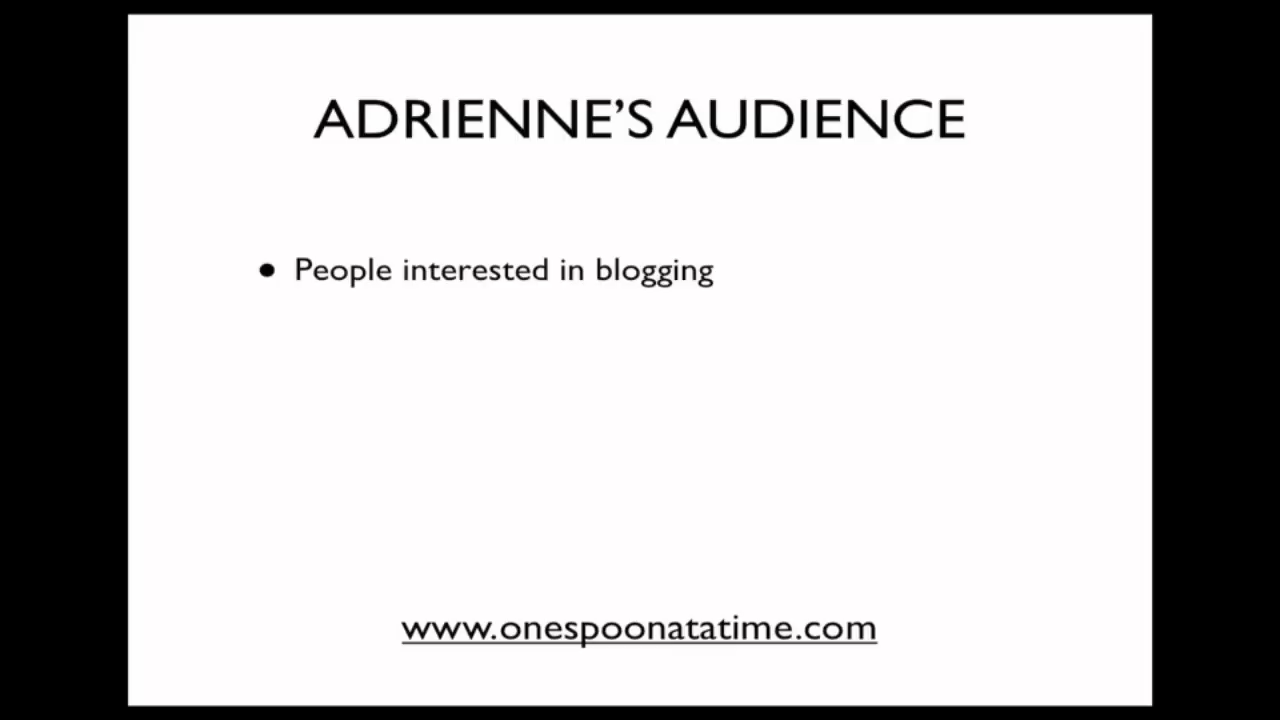 ADRIENNE’S AUDIENCE
• People interested in blogging
www.onespoonatatime.com